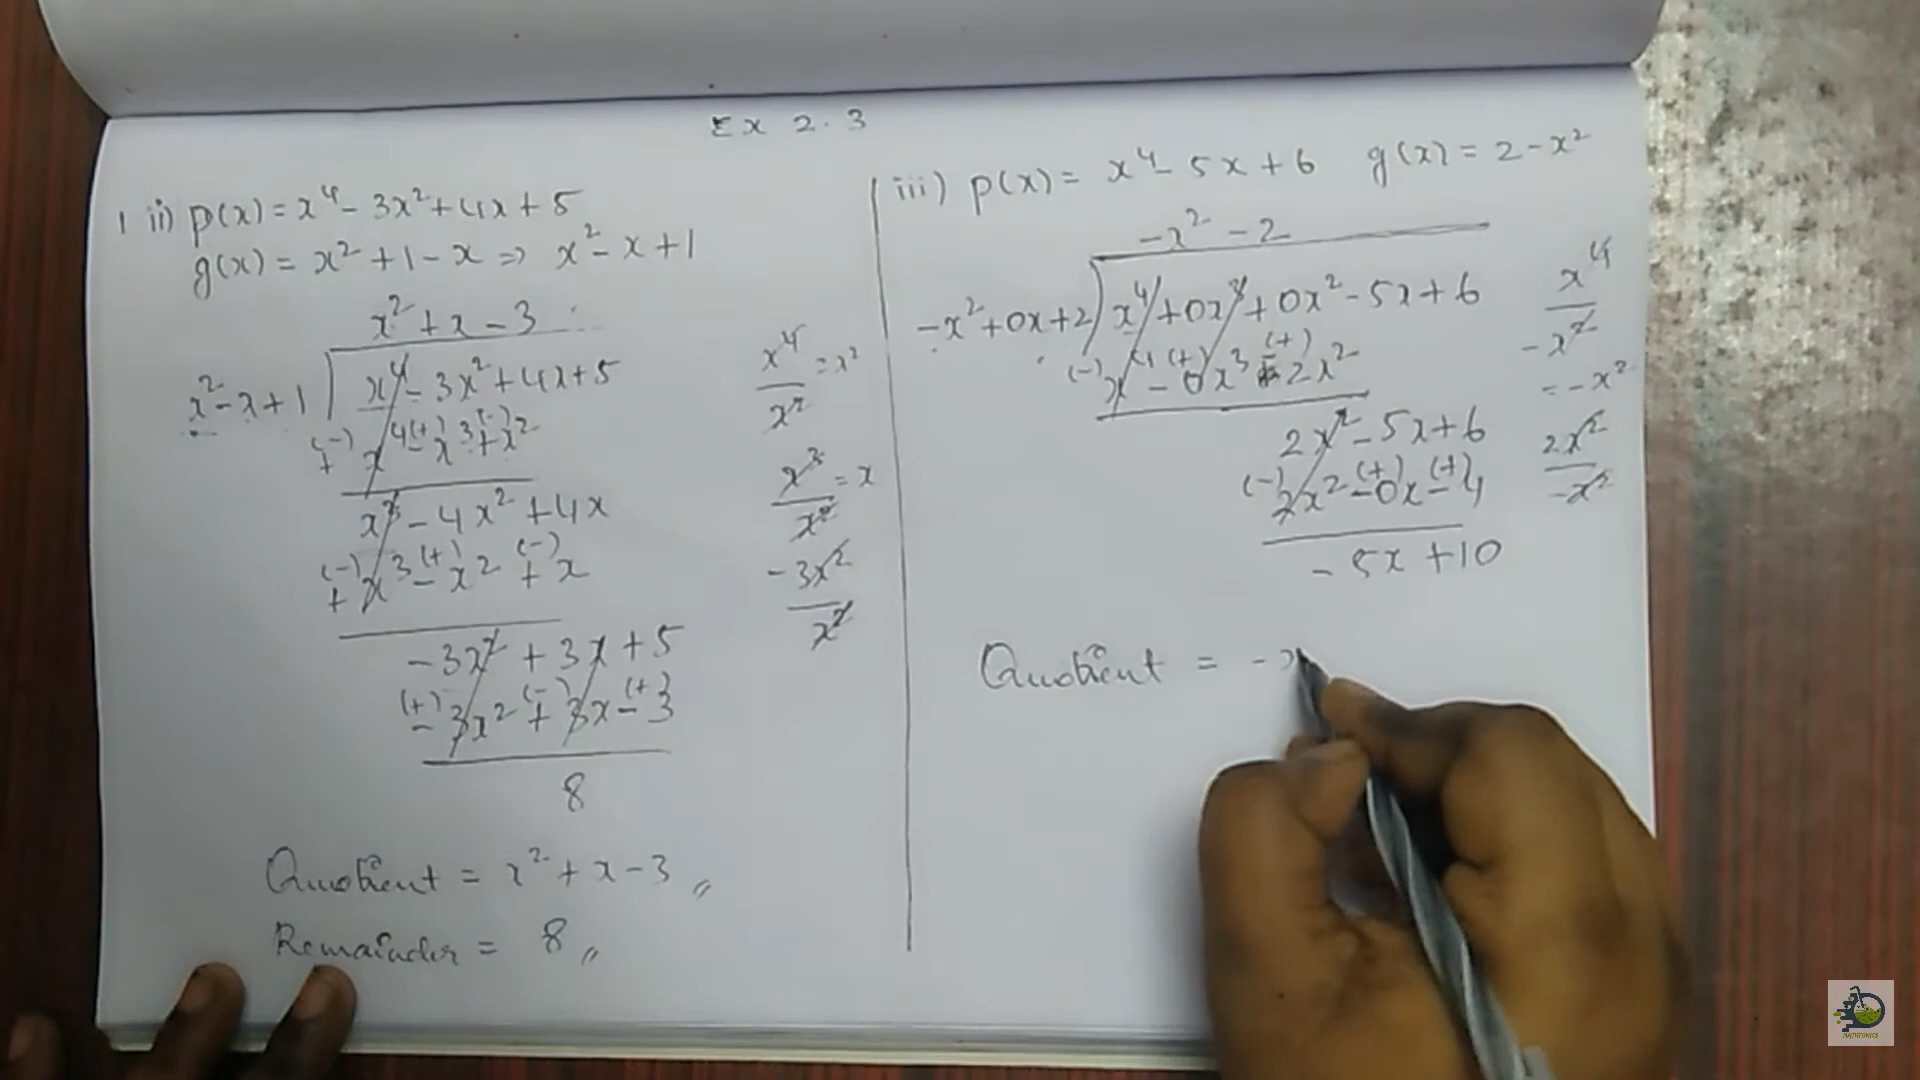 Ex 2.3
1 ii) p(x) = x⁴ - 3x² + 4x + 5
g(x) = x² + 1 - x ⇒ x² - x + 1
x² + x - 3
x² - x + 1 ) x⁴ - 3x² + 4x + 5
(-) (+) (-)
+ x⁴ - x³ + x²
x³ - 4x² + 4x
(-) (+) (-)
+ x³ - x² + x
-3x² + 3x + 5
(+) (-) (+)
- 3x² + 3x - 3
8
x⁴/x² = x²
x³/x² = x
-3x²/x²
Quotient = x² + x - 3 //
Remainder = 8 //
iii) p(x) = x⁴ - 5x + 6 g(x) = 2 - x²
-x² - 2
-x² + 0x + 2 ) x⁴ + 0x³ + 0x² - 5x + 6
(-) (+) (+)
x⁴ - 0x³ - 2x²
2x² - 5x + 6
(-) (+) (+)
2x² - 0x - 4
- 5x + 10
x⁴/-x²
= -x²
2x²/-x²
Quotient = - x
MATHTONICS